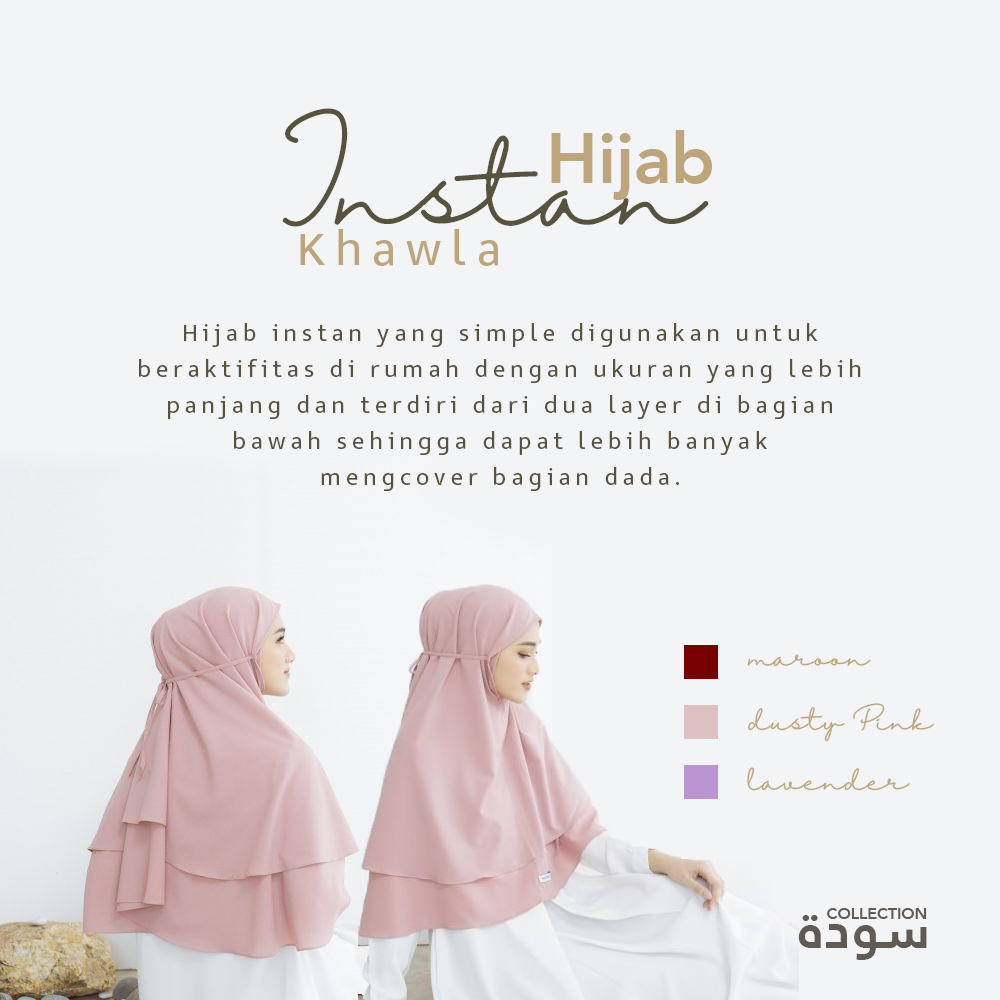 Instan Hijab
Khawla
Hijab instan yang simple digunakan untuk
beraktifitas di rumah dengan ukuran yang lebih
panjang dan terdiri dari dua layer di bagian
bawah sehingga dapat lebih banyak
mengcover bagian dada.
maroon
dusty Pink
lavender
COLLECTION
سودة